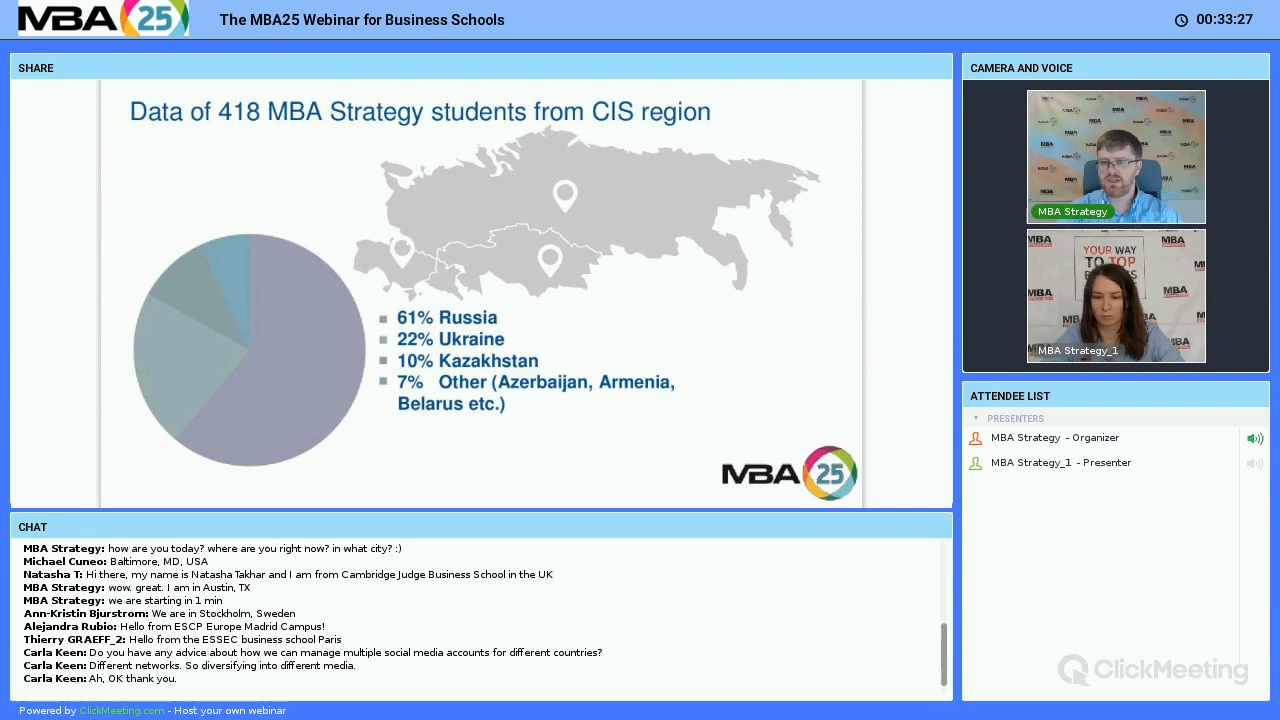 MBA 25
The MBA25 Webinar for Business Schools
00:33:27
SHARE
Data of 418 MBA Strategy students from CIS region
61% Russia
22% Ukraine
10% Kazakhstan
7% Other (Azerbaijan, Armenia,
Belarus etc.)
MBA 25
CAMERA AND VOICE
MBA Strategy
YOUR WAY
TO TOP
MBA Strategy_1
ATTENDEE LIST
PRESENTERS
MBA Strategy - Organizer
MBA Strategy_1 - Presenter
ClickMeeting
CHAT
MBA Strategy: how are you today? where are you right now? in what city? :)
Michael Cuneo: Baltimore, MD, USA
Natasha T: Hi there, my name is Natasha Takhar and I am from Cambridge Judge Business School in the UK
MBA Strategy: wow. great. I am in Austin, TX
MBA Strategy: we are starting in 1 min
Ann-Kristin Bjurstrom: We are in Stockholm, Sweden
Alejandra Rubio: Hello from ESCP Europe Madrid Campus!
Thierry GRAEFF_2: Hello from the ESSEC business school Paris
Carla Keen: Do you have any advice about how we can manage multiple social media accounts for different countries?
Carla Keen: Different networks. So diversifying into different media.
Carla Keen: Ah, OK thank you.
Powered by ClickMeeting.com - Host your own webinar